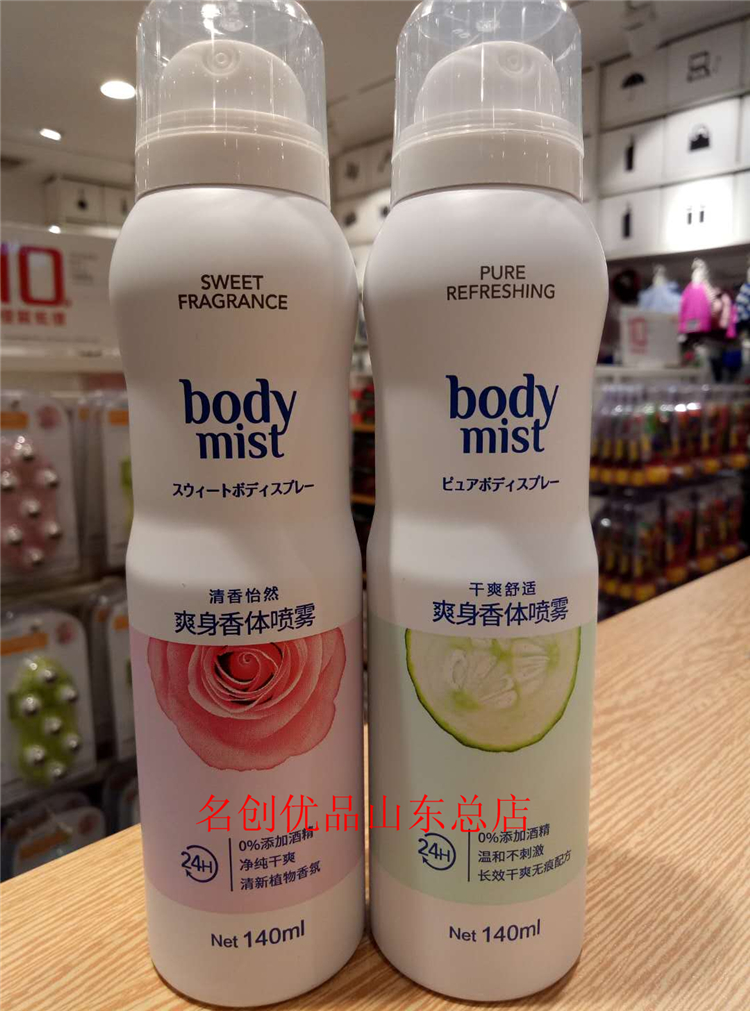 SWEET
FRAGRANCE
body
mist
スウィートボディスプレー
清香怡然
爽身香体喷雾
24H
0%添加酒精
净纯干爽
清新植物香氛
Net 140ml
PURE
REFRESHING
body
mist
ピュアボディスプレー
干爽舒适
爽身香体喷雾
24H
0%添加酒精
温和不刺激
长效干爽无痕配方
Net 140ml
名创优品山东总店
10